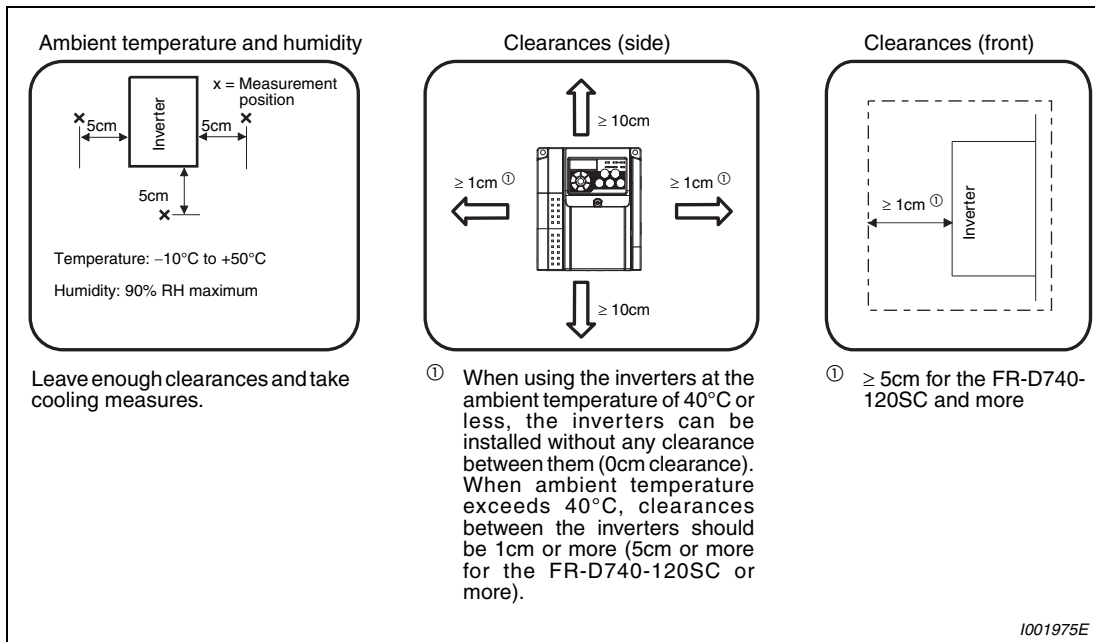 Ambient temperature and humidity
x = Measurement
position
Inverter
5cm
5cm
5cm
Temperature: –10°C to +50°C
Humidity: 90% RH maximum
Leave enough clearances and take
cooling measures.
Clearances (side)
≥ 10cm
≥ 1cm ①
≥ 1cm ①
≥ 10cm
① When using the inverters at the
ambient temperature of 40°C or
less, the inverters can be
installed without any clearance
between them (0cm clearance).
When ambient temperature
exceeds 40°C, clearances
between the inverters should
be 1cm or more (5cm or more
for the FR-D740-120SC or
more).
Clearances (front)
≥ 1cm ①
Inverter
① ≥ 5cm for the FR-D740-
120SC and more
I001975E